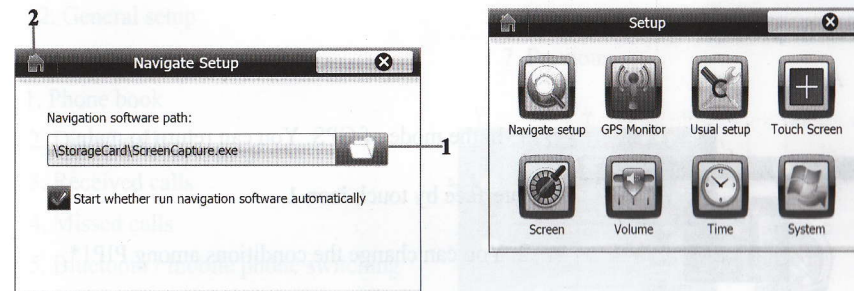 2
Navigate Setup
Navigation software path:
\StorageCard\ScreenCapture.exe
1
Start whether run navigation software automatically
Setup
Navigate setup GPS Monitor Usual setup Touch Screen
Screen Volume Time System
2. General setup
1. Phone book
3. Received calls
4. Missed calls